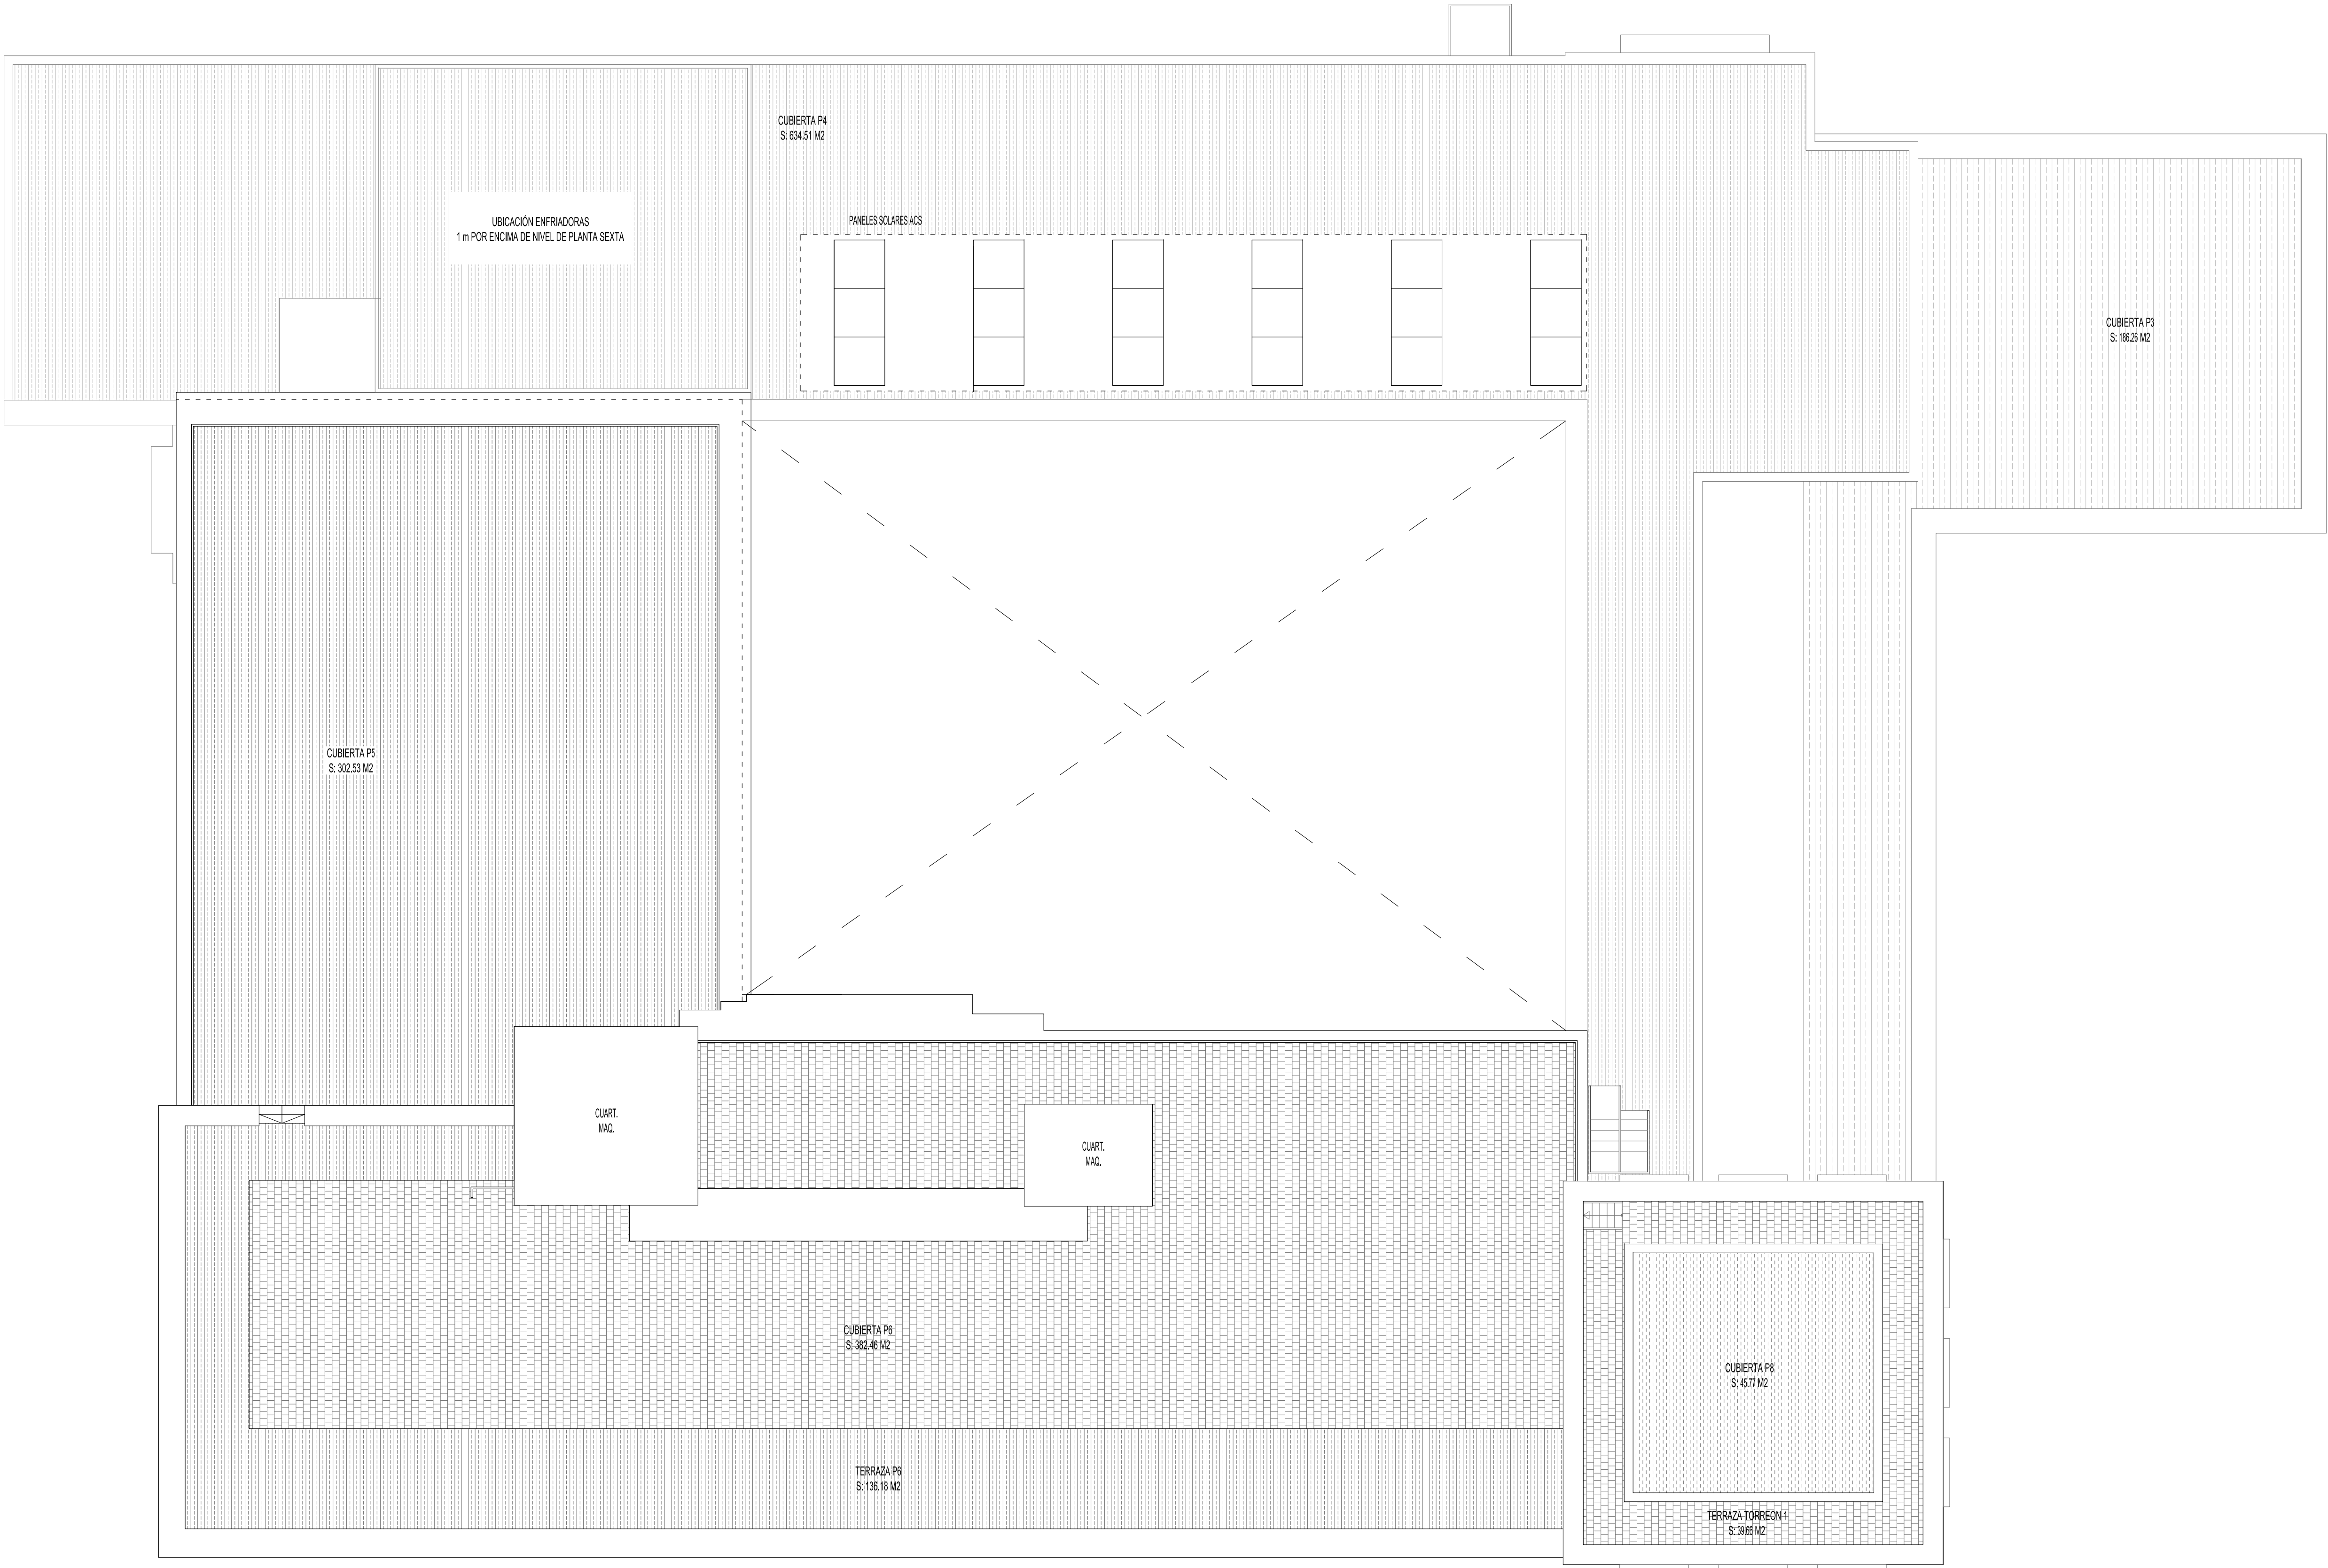 CUBIERTA P4
S: 634.51 M2
UBICACIÓN ENFRIADORAS
1 m POR ENCIMA DE NIVEL DE PLANTA SEXTA
PANELES SOLARES ACS
CUBIERTA P3
S: 186.26 M2
CUBIERTA P5
S: 302.53 M2
CUART.
MAQ.
CUART.
MAQ.
CUBIERTA P6
S: 382.46 M2
CUBIERTA P8
S: 45.77 M2
TERRAZA P6
S: 136.18 M2
TERRAZA TORREON 1
S: 39.66 M2